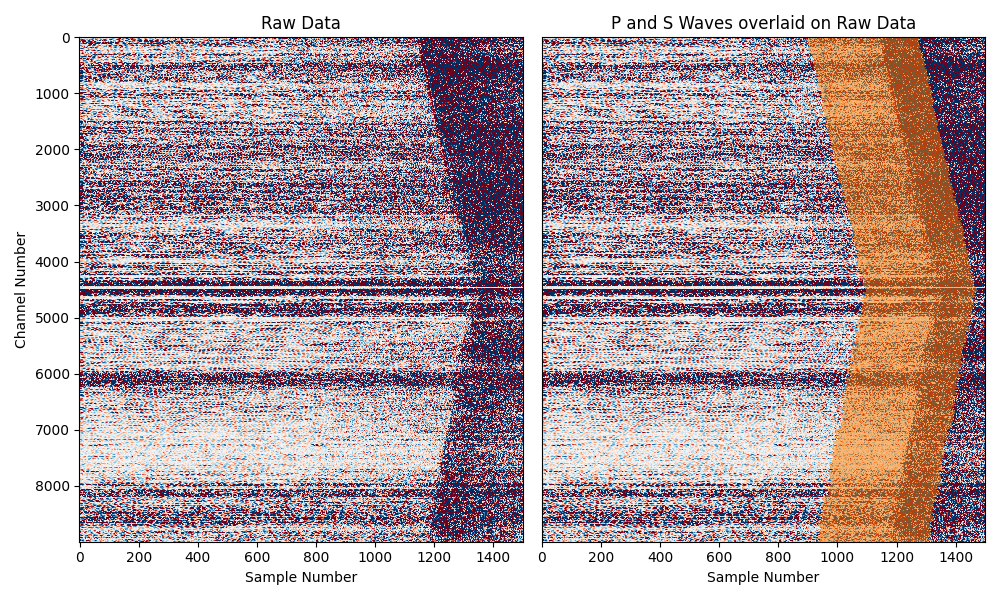 Raw Data
P and S Waves overlaid on Raw Data
Channel Number
0
1000
2000
3000
4000
5000
6000
7000
8000
0 200 400 600 800 1000 1200 1400
0 200 400 600 800 1000 1200 1400
Sample Number
Sample Number